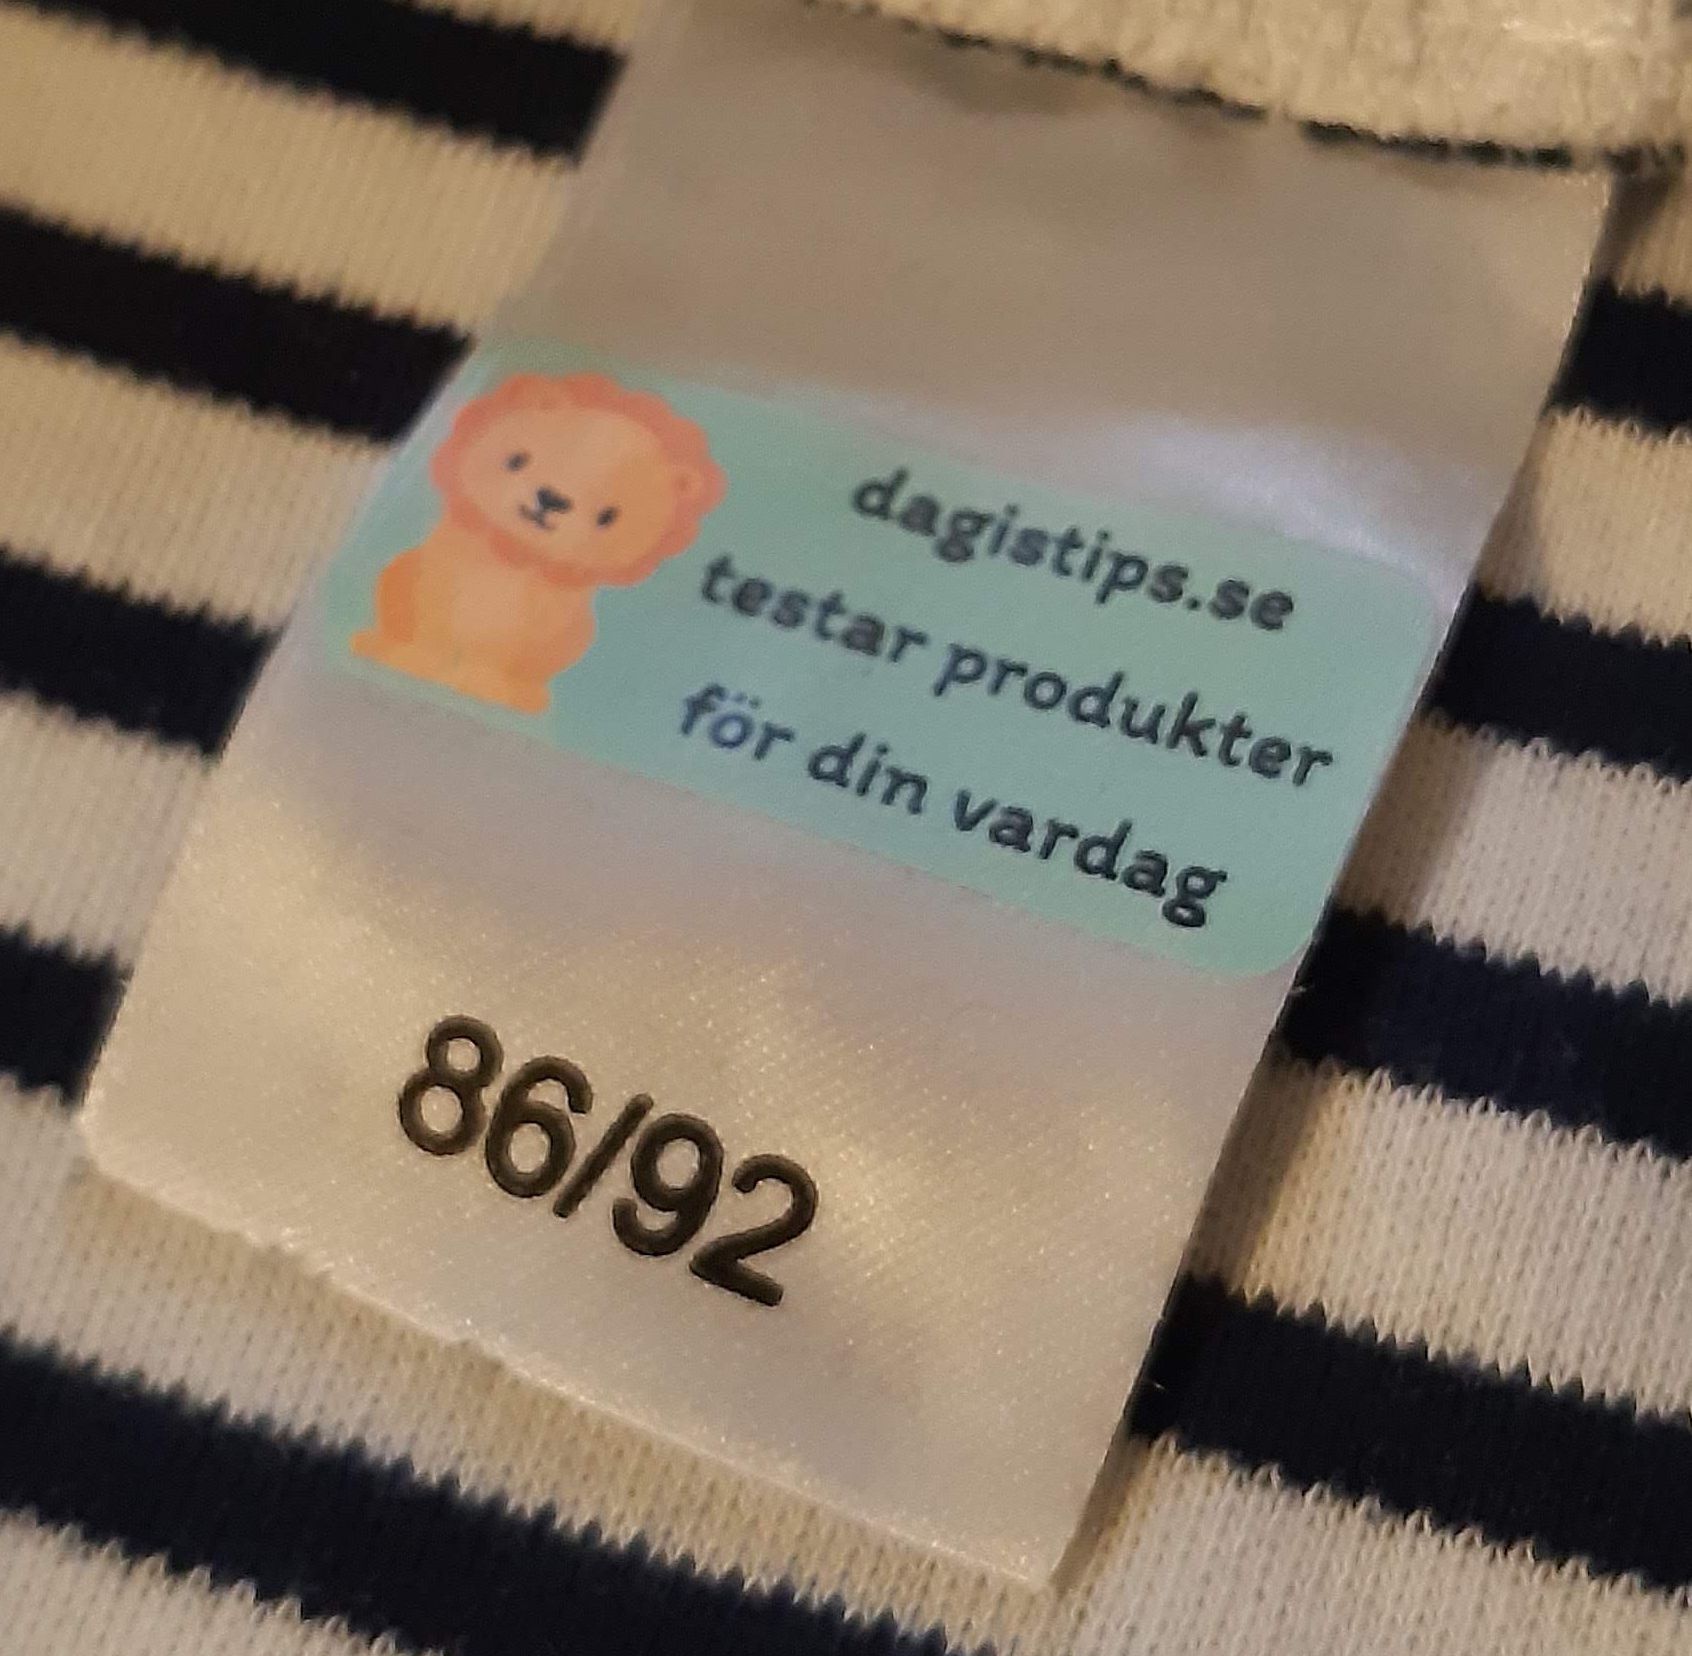 dagistips.se
testar produkter
för din vardag
86/92